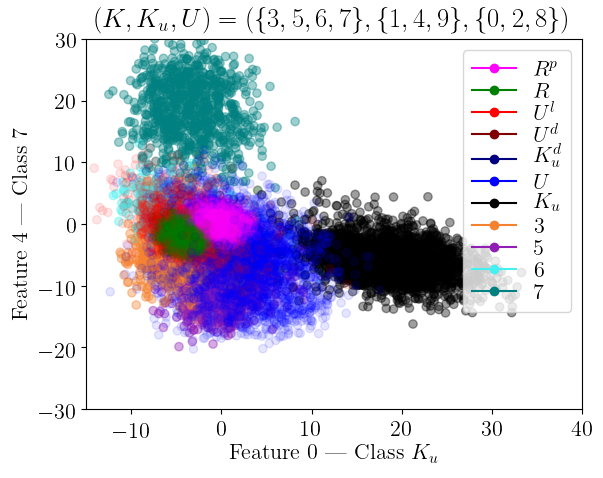 (K, K_u, U) = ({3, 5, 6, 7}, {1, 4, 9}, {0, 2, 8})
30
20
10
0
−10
−20
−30
Feature 4 — Class 7
R^p
R
U^l
U^d
K_u^d
U
K_u
3
5
6
7
−10
0
10
20
30
40
Feature 0 — Class K_u